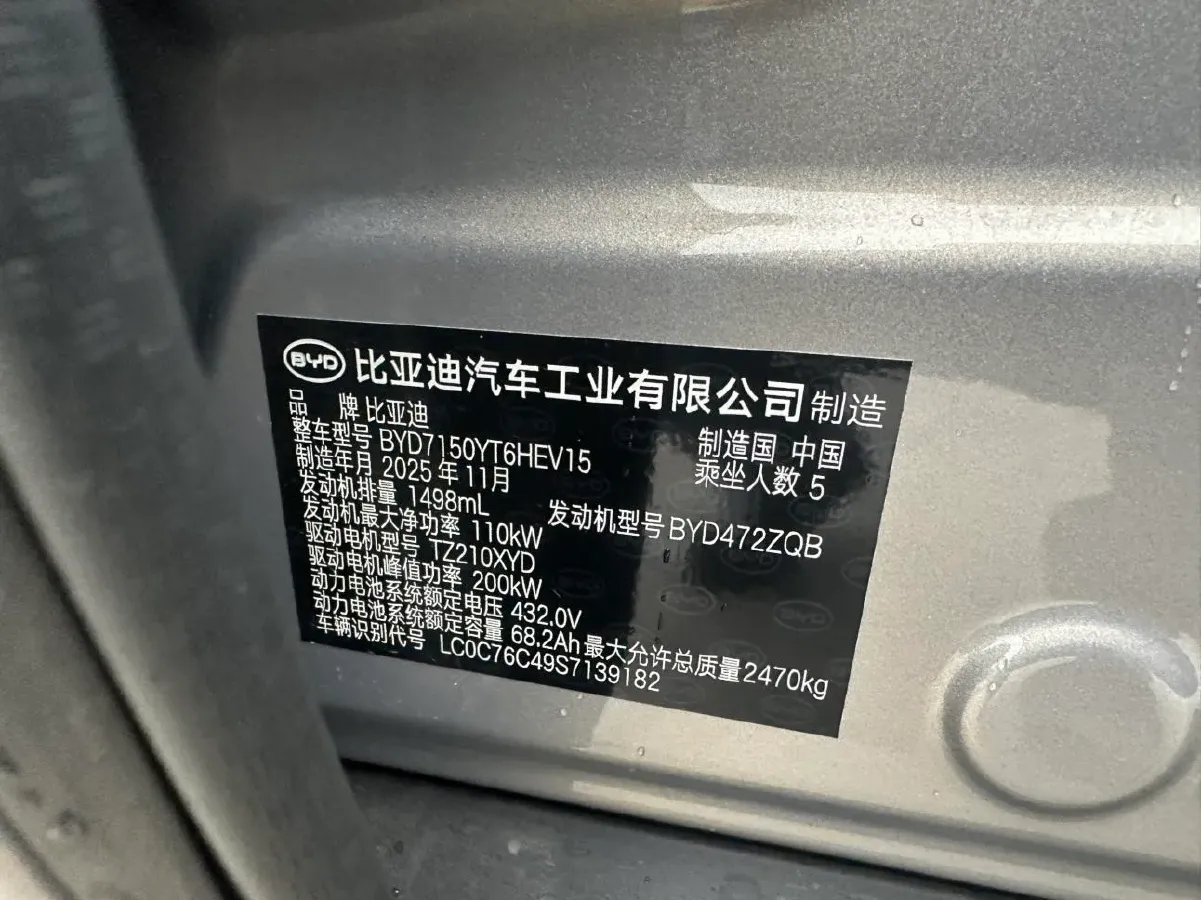 BYD 比亚迪汽车工业有限公司 制造
品 牌 比亚迪
整车型号 BYD7150YT6HEV15 制造国 中国
制造年月 2025 年 11月 乘坐人数 5
发动机排量 1498mL 发动机型号 BYD472ZQB
发动机最大净功率 110kW
驱动电机型号 TZ210XYD
驱动电机峰值功率 200kW
动力电池系统额定电压 432.0V
动力电池系统额定容量 68.2Ah 最大允许总质量2470kg
车辆识别代号 LC0C76C49S7139182